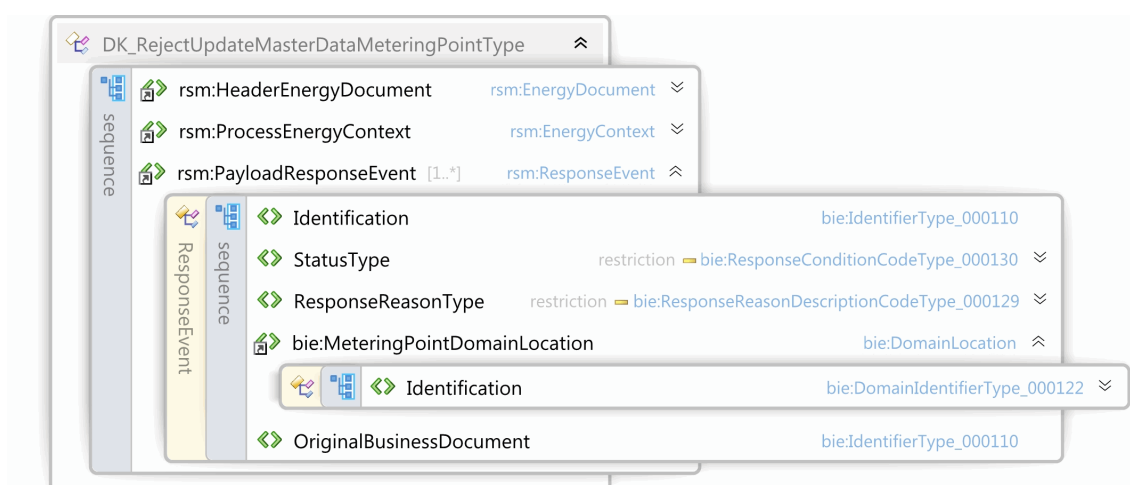 DK_RejectUpdateMasterDataMeteringPointType
sequence
rsm:HeaderEnergyDocument rsm:EnergyDocument
rsm:ProcessEnergyContext rsm:EnergyContext
rsm:PayloadResponseEvent [1..*] rsm:ResponseEvent
ResponseEvent
sequence
Identification bie:IdentifierType_000110
StatusType restriction bie:ResponseConditionCodeType_000130
ResponseReasonType restriction bie:ResponseReasonDescriptionCodeType_000129
bie:MeteringPointDomainLocation bie:DomainLocation
Identification bie:DomainIdentifierType_000122
OriginalBusinessDocument bie:IdentifierType_000110